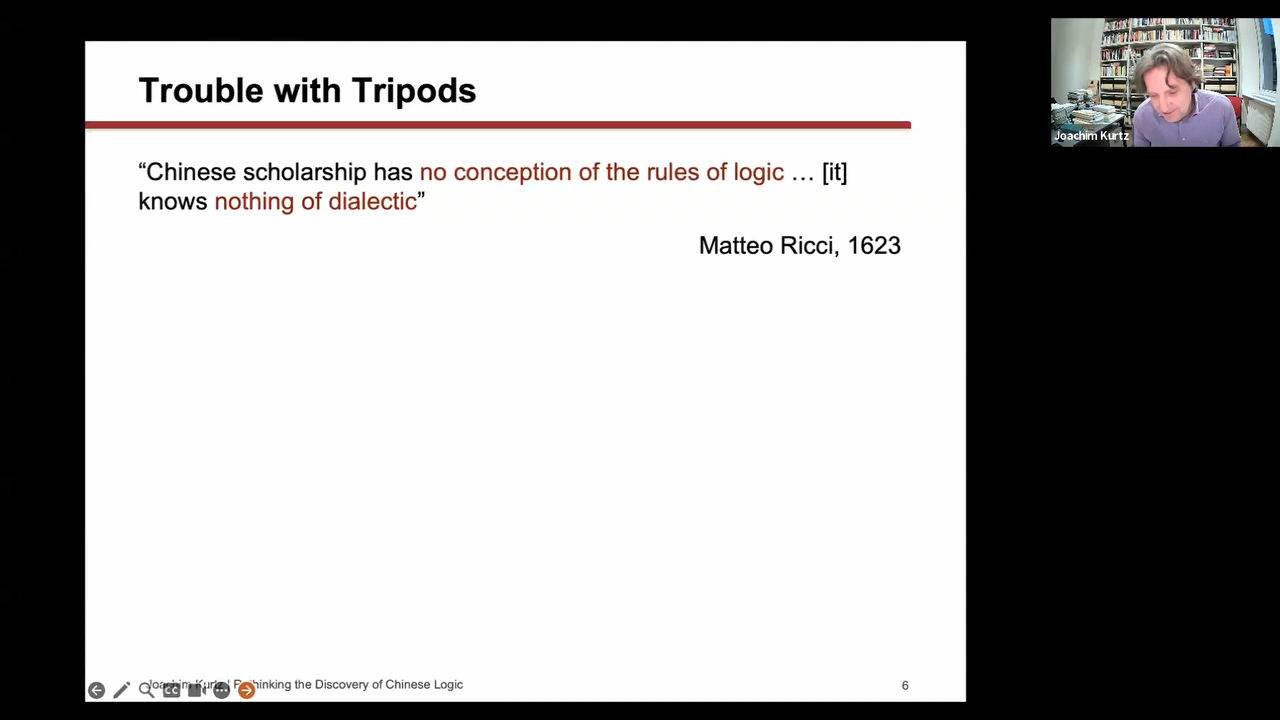 Trouble with Tripods
“Chinese scholarship has no conception of the rules of logic … [it]
knows nothing of dialectic”
Matteo Ricci, 1623
Joachim Kurtz
Joachim Kurtz | Rethinking the Discovery of Chinese Logic
6
CC